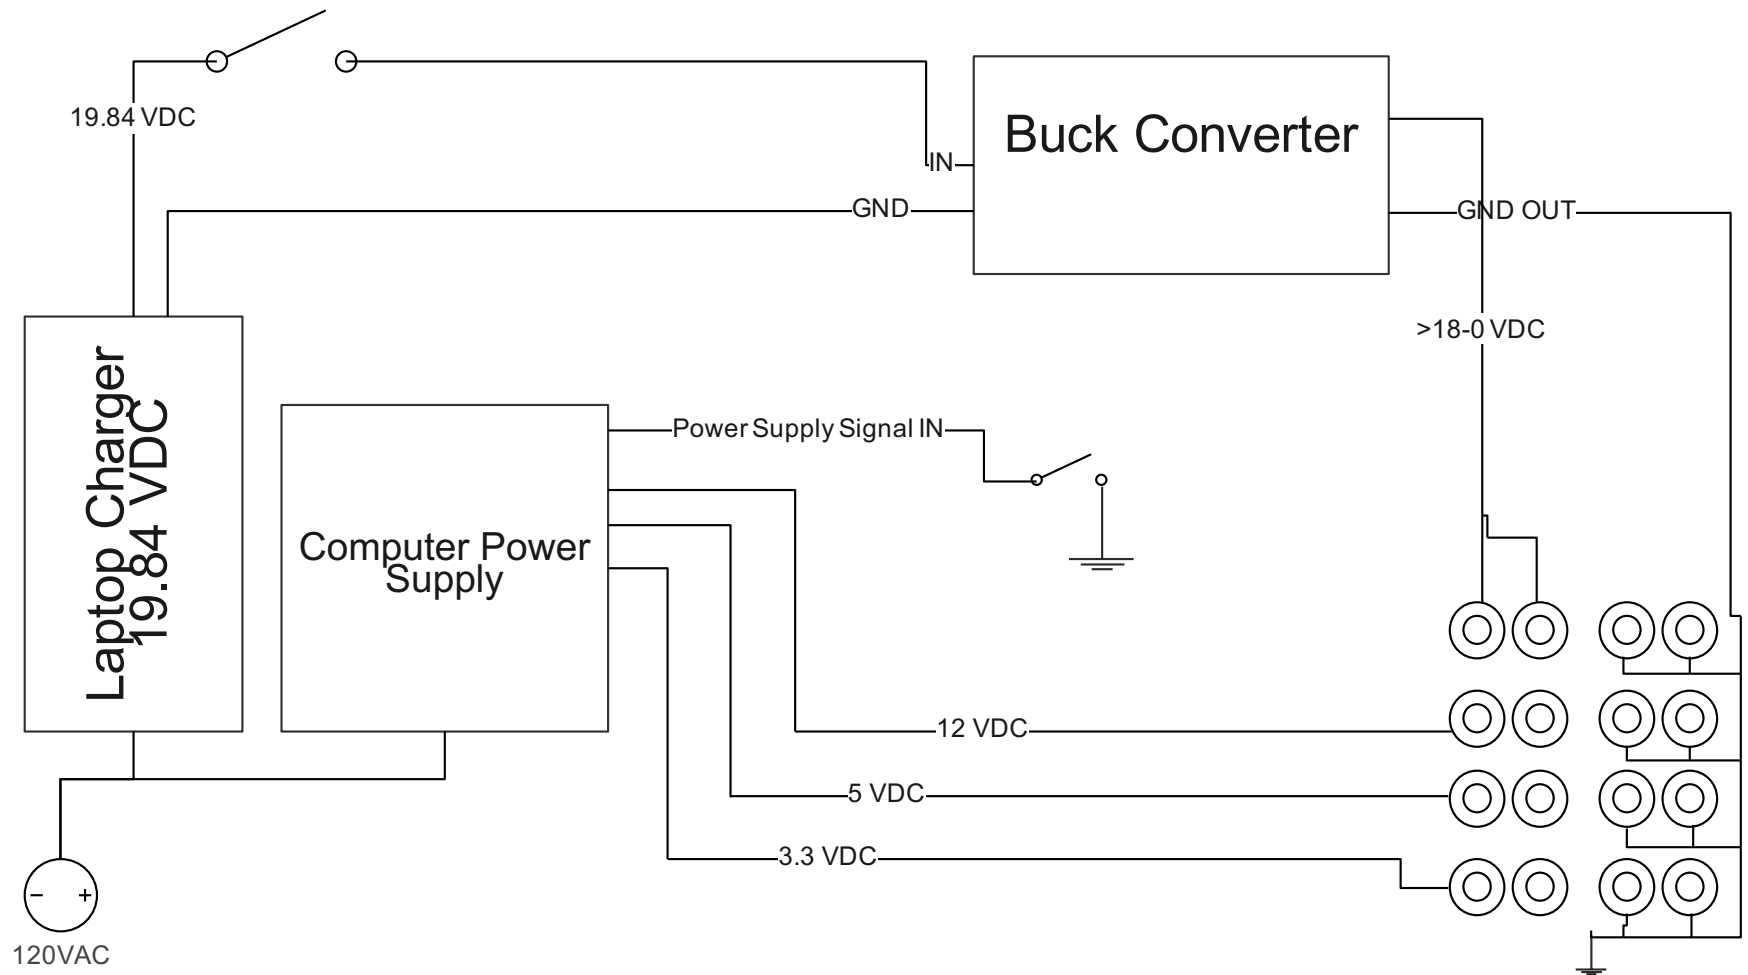 19.84 VDC
Buck Converter
IN
GND
GND OUT
>18-0 VDC
Laptop Charger
19.84 VDC
Power Supply Signal IN
Computer Power
Supply
12 VDC
5 VDC
3.3 VDC
- +
120VAC